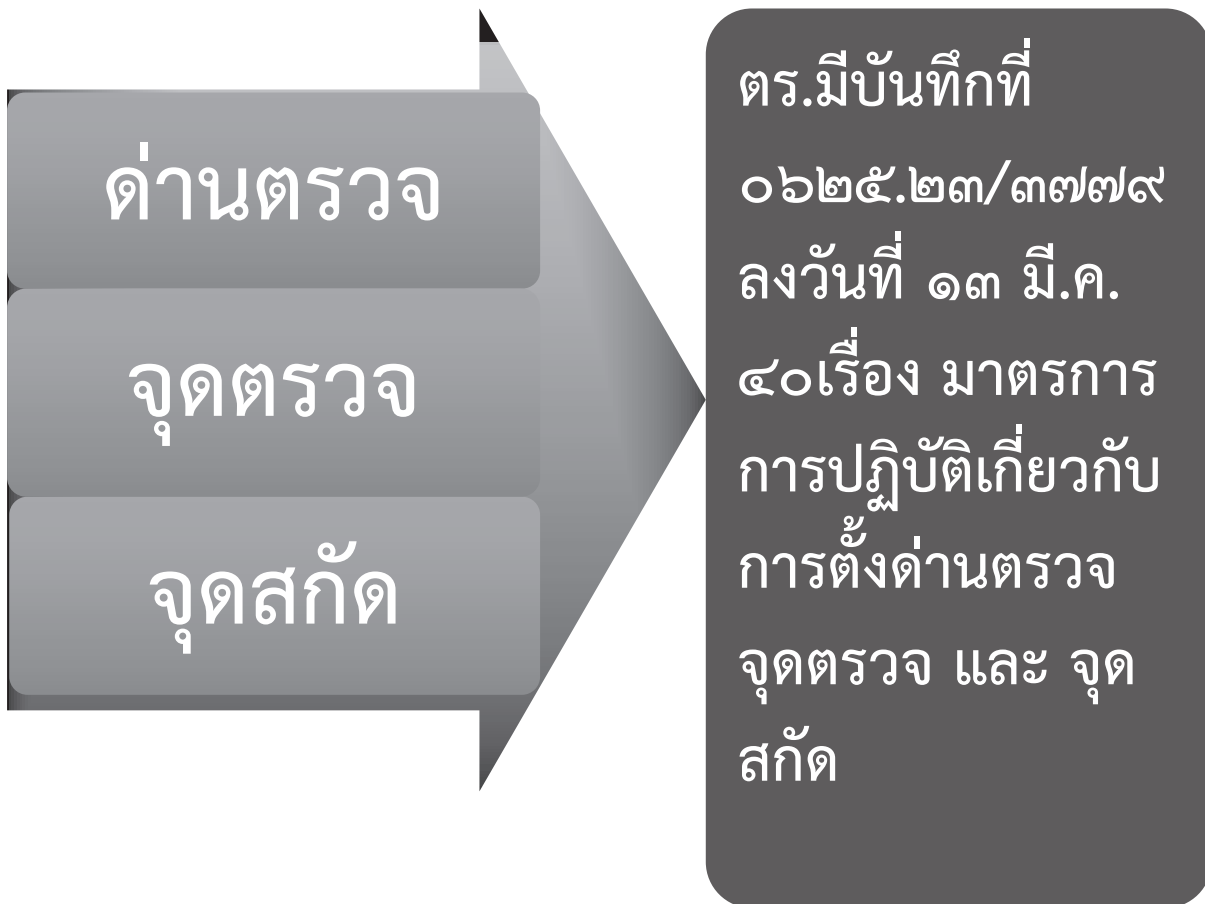 ด่านตรวจ
จุดตรวจ
จุดสกัด
ตร.มีบันทึกที่
๐๖๒๕.๒๓/๓๗๗๙
ลงวันที่ ๑๓ มี.ค.
๔๐เรื่อง มาตรการ
การปฏิบัติเกี่ยวกับ
การตั้งด่านตรวจ
จุดตรวจ และ จุด
สกัด